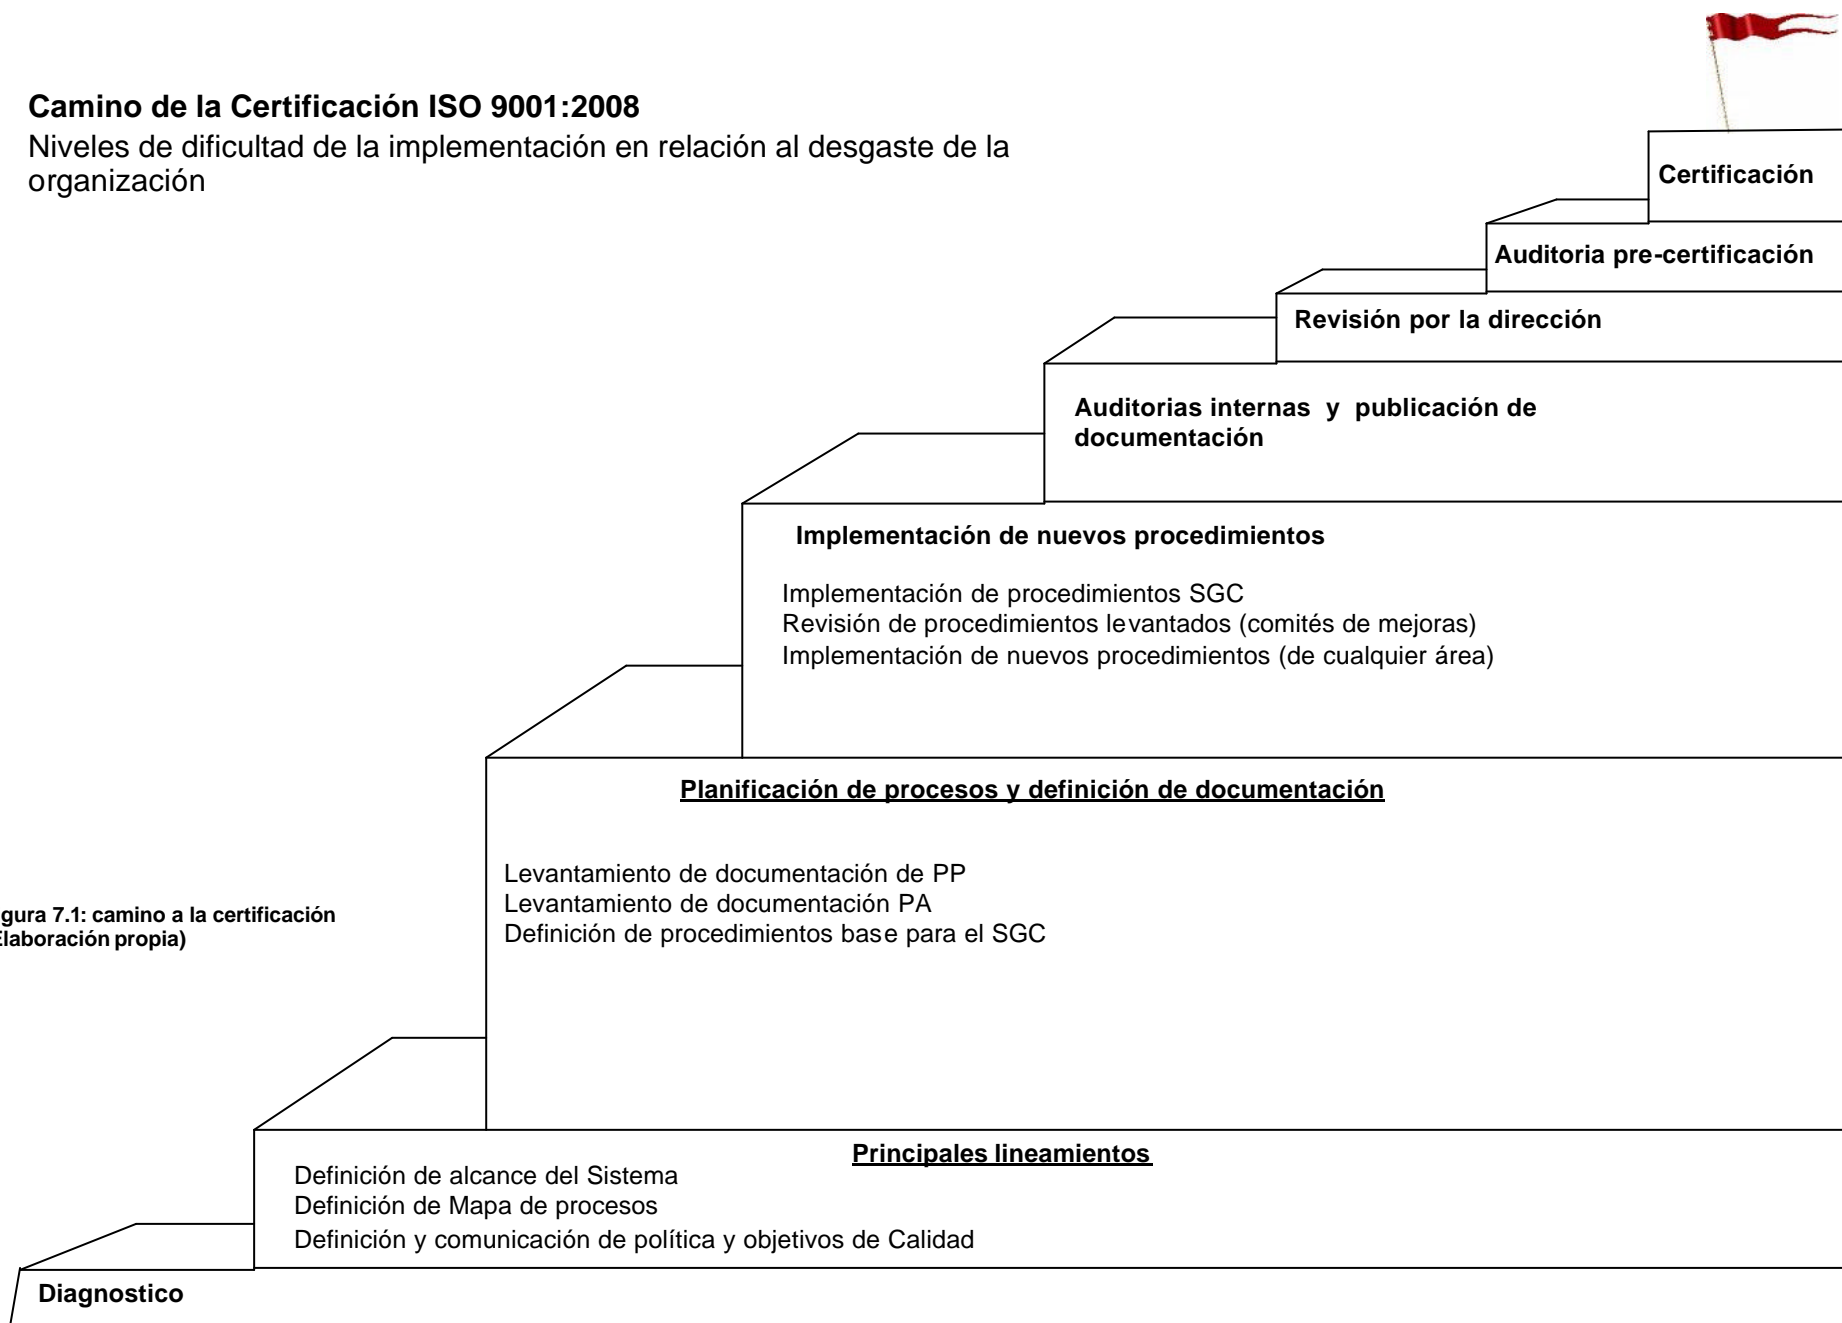 Camino de la Certificación ISO 9001:2008
Niveles de dificultad de la implementación en relación al desgaste de la
organización
Certificación
Auditoria pre-certificación
Revisión por la dirección
Auditorias internas y publicación de
documentación
Implementación de nuevos procedimientos
Implementación de procedimientos SGC
Revisión de procedimientos levantados (comités de mejoras)
Implementación de nuevos procedimientos (de cualquier área)
Planificación de procesos y definición de documentación
Levantamiento de documentación de PP
Levantamiento de documentación PA
Definición de procedimientos base para el SGC
gura 7.1: camino a la certificación
Elaboración propia)
Principales lineamientos
Definición de alcance del Sistema
Definición de Mapa de procesos
Definición y comunicación de política y objetivos de Calidad
Diagnostico